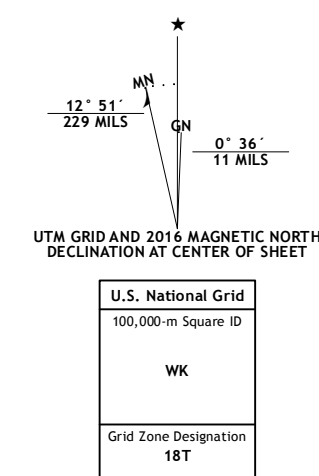 ★
MN
12° 51´
229 MILS
GN
0° 36´
11 MILS
UTM GRID AND 2016 MAGNETIC NORTH
DECLINATION AT CENTER OF SHEET
U.S. National Grid
100,000-m Square ID
WK
Grid Zone Designation
18T